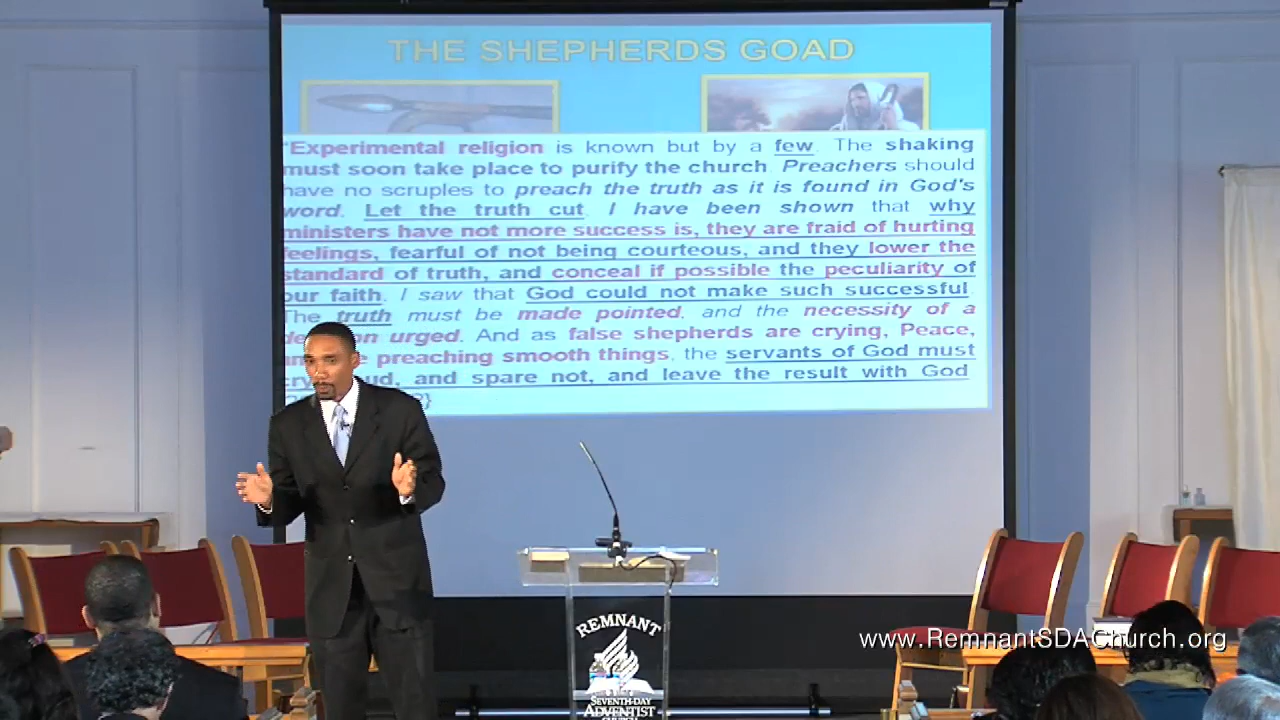 THE SHEPHERDS GOAD
"Experimental religion is known but by a few. The shaking
must soon take place to purify the church. Preachers should
have no scruples to preach the truth as it is found in God's
word. Let the truth cut. I have been shown that why
ministers have not more success is, they are fraid of hurting
feelings, fearful of not being courteous, and they lower the
standard of truth, and conceal if possible the peculiarity of
our faith. I saw that God could not make such successful.
The truth must be made pointed, and the necessity of a
urged. And as false shepherds are crying, Peace,
preaching smooth things, the servants of God must
and spare not, and leave the result with God
REMNANT
SEVENTH-DAY
ADVENTIST
CHURCH
www.RemnantSDAChurch.org